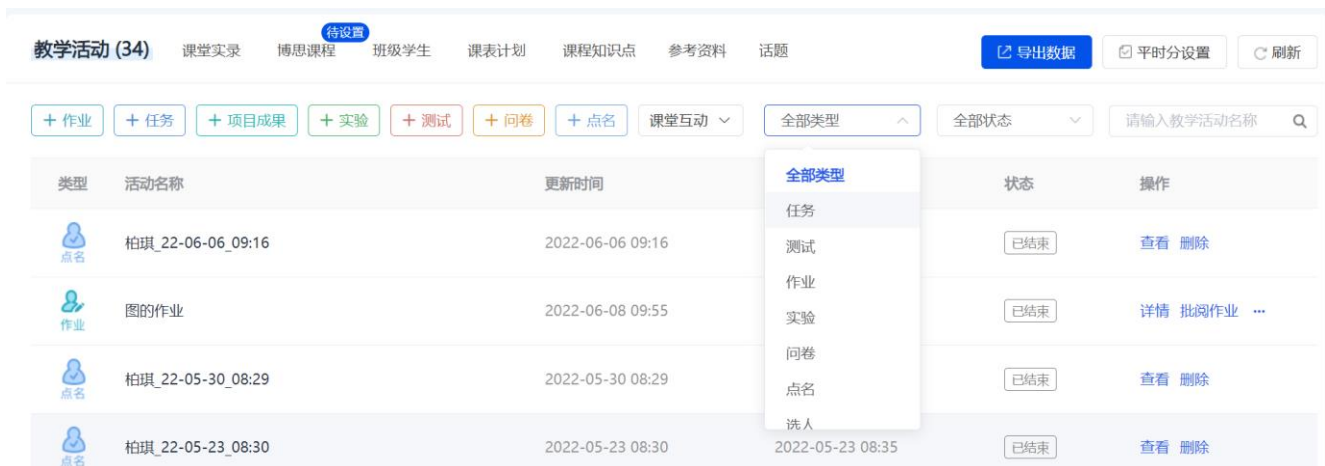 待设置
教学活动 (34) 课堂实录 博思课程 班级学生 课表计划 课程知识点 参考资料 话题 导出数据 平时分设置 刷新
+ 作业 + 任务 + 项目成果 + 实验 + 测试 + 问卷 + 点名 课堂互动 全部类型 全部状态 请输入教学活动名称
类型 活动名称 更新时间 全部类型 状态 操作
任务
点名 柏琪_22-06-06_09:16 2022-06-06 09:16 测试 已结束 查看 删除
作业
作业 图的作业 2022-06-08 09:55 实验 已结束 详情 批阅作业 ···
问卷
点名 柏琪_22-05-30_08:29 2022-05-30 08:29 点名 已结束 查看 删除
选人
点名 柏琪_22-05-23_08:30 2022-05-23 08:30 2022-05-23 08:35 已结束 查看 删除